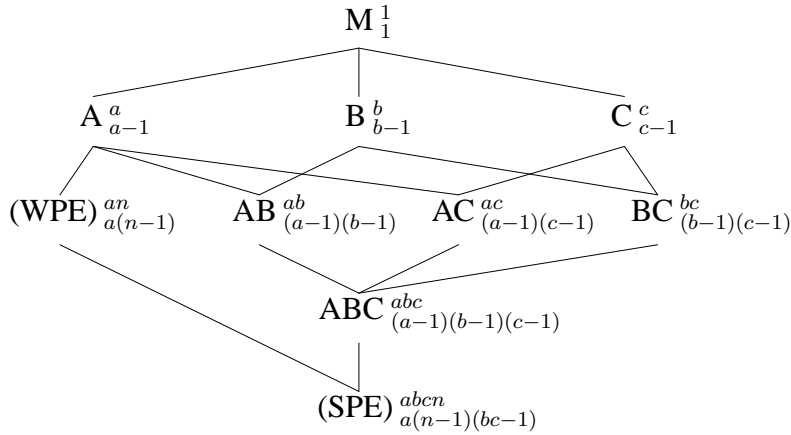 M 1 1
A a a−1 B b b−1 C c c−1
(WPE) an a(n−1) AB ab (a−1)(b−1) AC ac (a−1)(c−1) BC bc (b−1)(c−1)
ABC abc (a−1)(b−1)(c−1)
(SPE) abcn a(n−1)(bc−1)